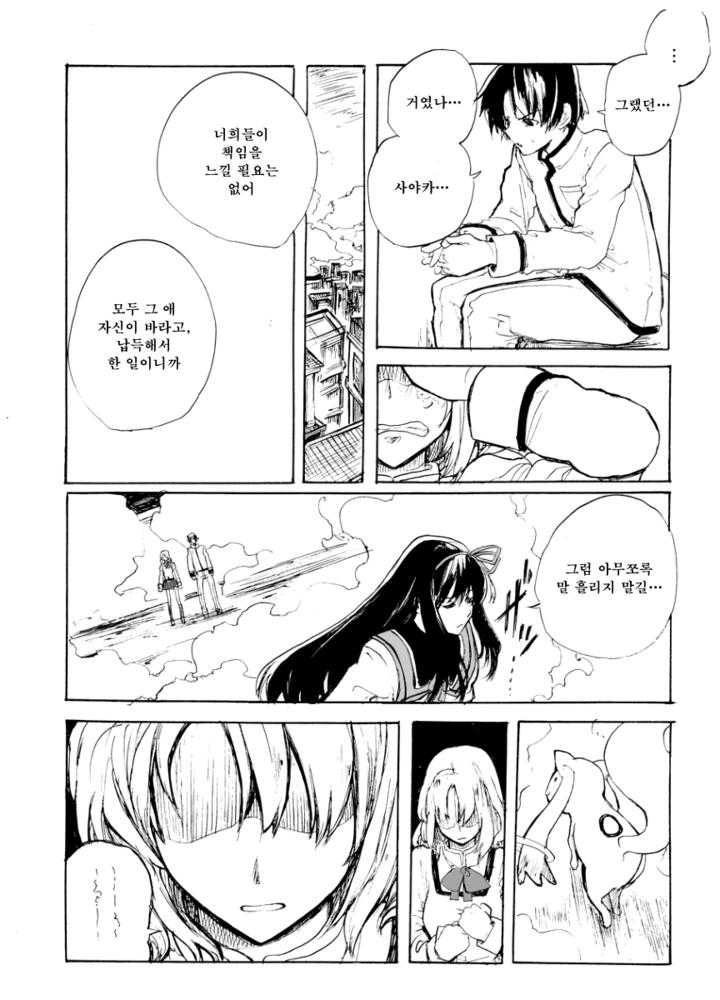 …
그랬던…
거였나…
사야카…
너희들이
책임을
느낄 필요는
없어
모두 그 애
자신이 바라고,
납득해서
한 일이니까
그럼 아무쪼록
말 흘리지 말길…